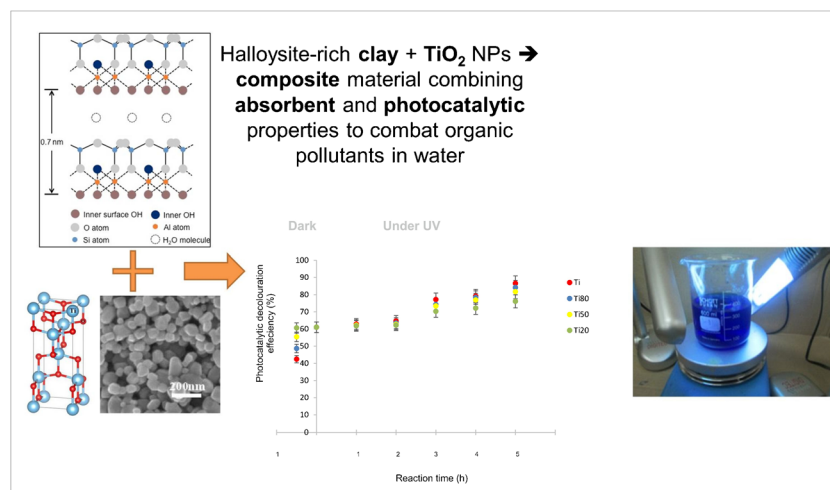 Halloysite-rich clay + TiO2 NPs ➔
composite material combining
absorbent and photocatalytic
properties to combat organic
pollutants in water
0.7 nm
Inner surface OH
Inner OH
O atom
Al atom
Si atom
H2O molecule
Ti
200nm
Dark
Under UV
Photocatalytic decolouration
effeciency (%)
100
90
80
70
60
50
40
30
20
10
0
1
1
2
3
4
5
Reaction time (h)
Ti
Ti80
Ti50
Ti20